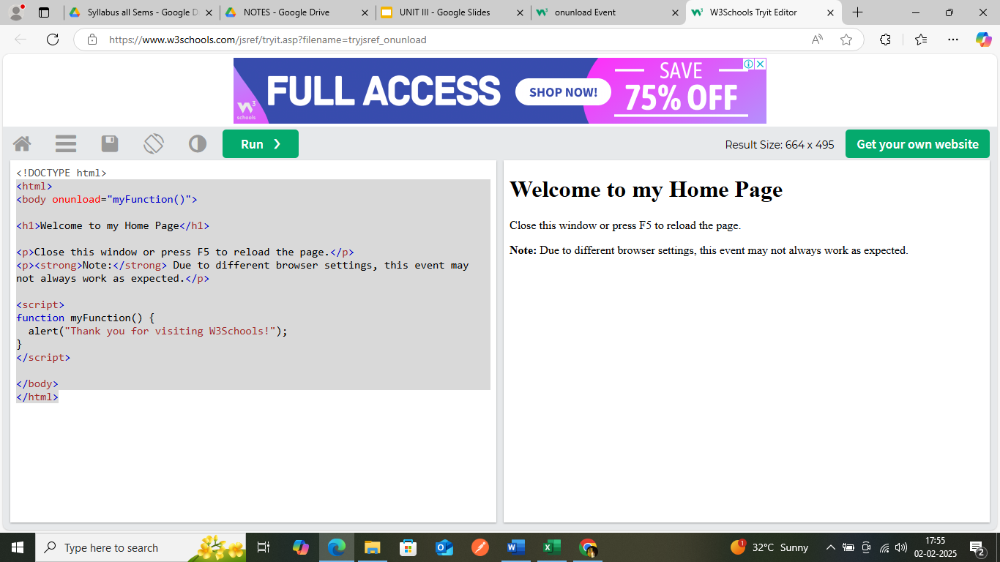 Syllabus all Sems - Google D
NOTES - Google Drive
UNIT III - Google Slides
onunload Event
W3Schools Tryit Editor
https://www.w3schools.com/jsref/tryit.asp?filename=tryjsref_onunload
w3
schools
FULL ACCESS
SHOP NOW!
SAVE
75% OFF
Run ❯
Result Size: 664 x 495
Get your own website
<!DOCTYPE html>
<html>
<body onunload="myFunction()">
<h1>Welcome to my Home Page</h1>
<p>Close this window or press F5 to reload the page.</p>
<p><strong>Note:</strong> Due to different browser settings, this event may
not always work as expected.</p>
<script>
function myFunction() {
  alert("Thank you for visiting W3Schools!");
}
</script>
</body>
</html>
Welcome to my Home Page
Close this window or press F5 to reload the page.
Note: Due to different browser settings, this event may not always work as expected.
Type here to search
1
32°C Sunny
17:55
02-02-2025
2